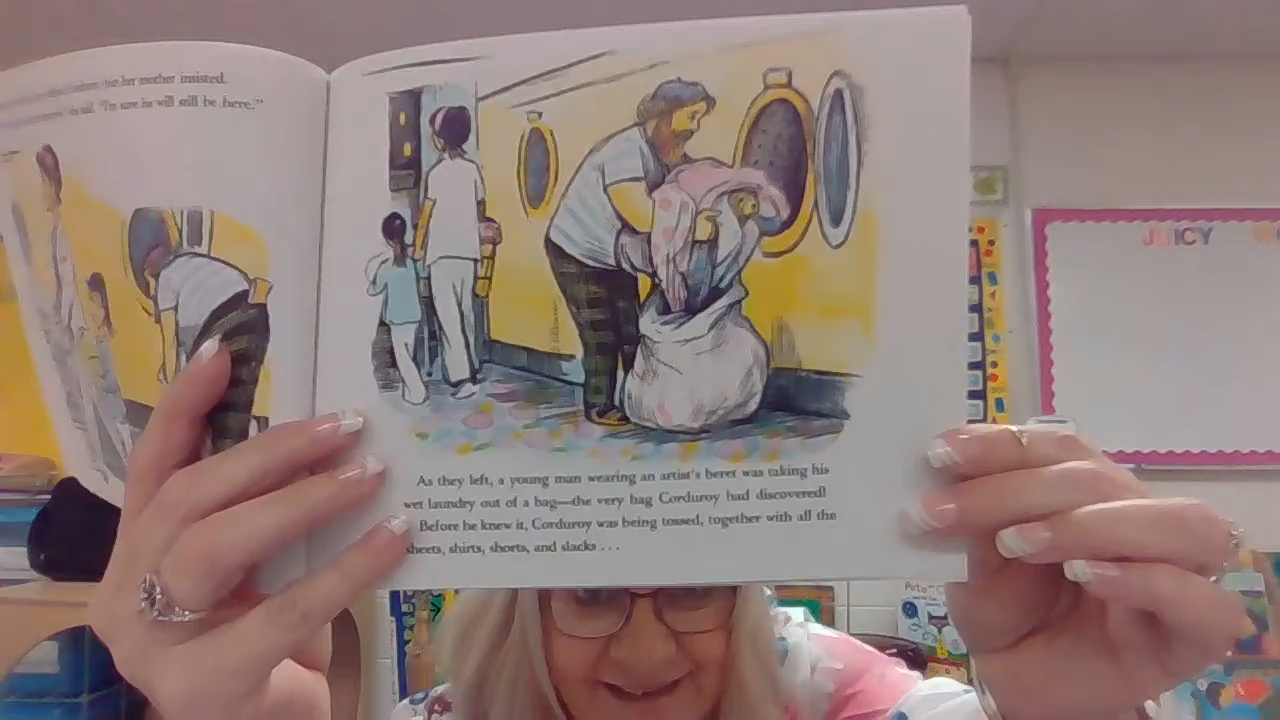 her mother insisted.
said. "I'm sure he will still be here."
As they left, a young man wearing an artist's beret was taking his
wet laundry out of a bag—the very bag Corduroy had discovered!
Before he knew it, Corduroy was being tossed, together with all the
sheets, shirts, shorts, and slacks . . .
JUICY
Pete